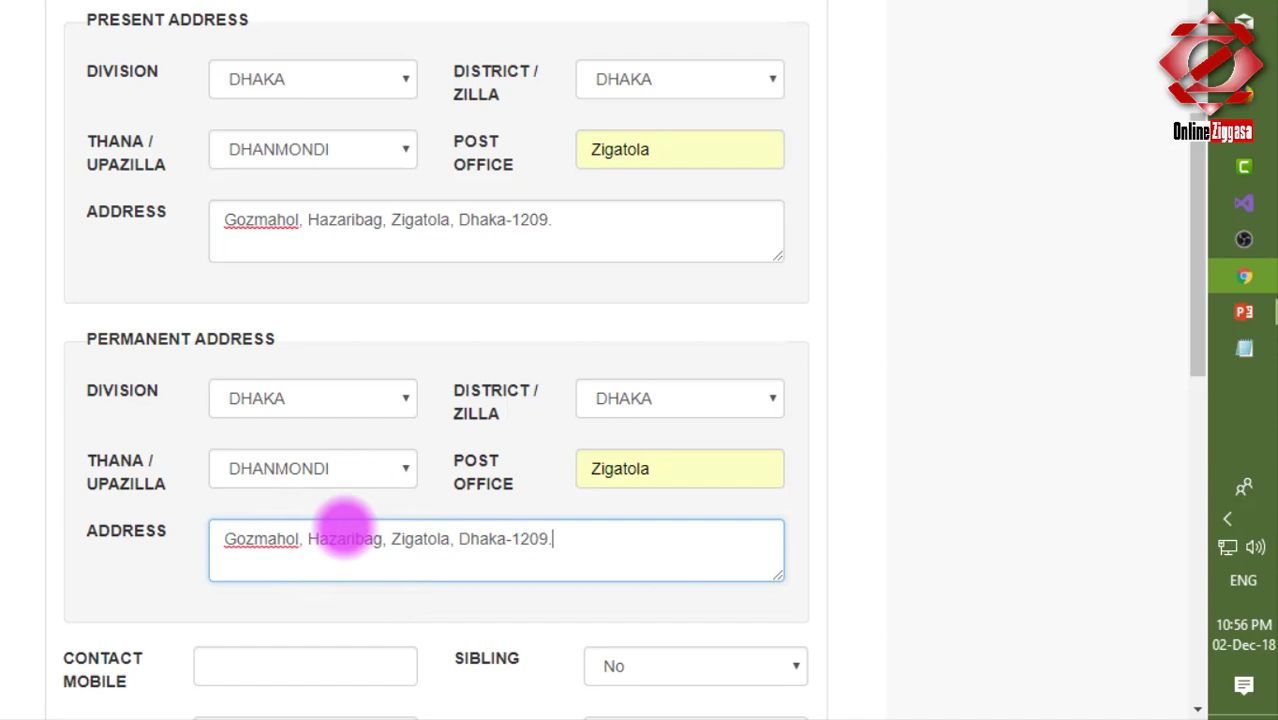 PRESENT ADDRESS
DIVISION
DHAKA
DISTRICT /
ZILLA
DHAKA
THANA /
UPAZILLA
DHANMONDI
POST
OFFICE
Zigatola
ADDRESS
Gozmahol, Hazaribag, Zigatola, Dhaka-1209.
PERMANENT ADDRESS
DIVISION
DHAKA
DISTRICT /
ZILLA
DHAKA
THANA /
UPAZILLA
DHANMONDI
POST
OFFICE
Zigatola
ADDRESS
Gozmahol, Hazaribag, Zigatola, Dhaka-1209.
CONTACT
MOBILE
SIBLING
No
OnlineZiggasa
ENG
10:56 PM
02-Dec-18